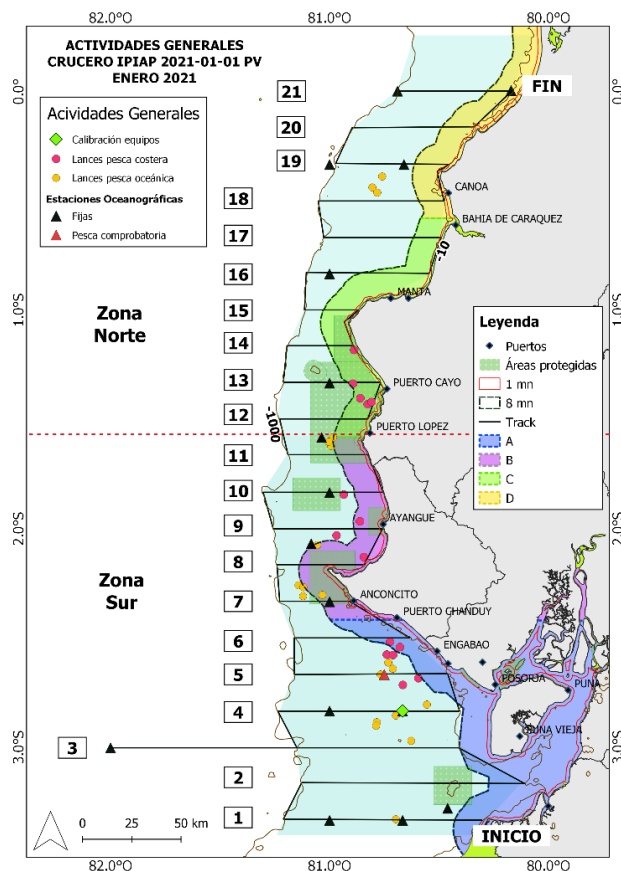 82.0°O 81.0°O 80.0°O
ACTIVIDADES GENERALES
CRUCERO IPIAP 2021-01-01 PV
ENERO 2021
Acividades Generales
Calibración equipos
Lances pesca costera
Lances pesca oceánica
Estaciones Oceanográficas
Fijas
Pesca comprobatoria
0.0°
1.0°S
2.0°S
3.0°S
21
FIN
20
19
18
CANOA
BAHIA DE CARAQUEZ
17
-10
16
MANTA
15
Zona
Norte
14
13
PUERTO CAYO
12
-1000
PUERTO LOPEZ
11
10
9
AYANGUE
8
Zona
Sur
7
ANCONCITO
PUERTO CHANDUY
6
ENGABAO
5
POSORJA
PUNA
4
PUNA VIEJA
3
2
1
INICIO
Leyenda
Puertos
Áreas protegidas
1 mn
8 mn
Track
A
B
C
D
0 25 50 km
0.0°
1.0°S
2.0°S
3.0°S
82.0°O 81.0°O 80.0°O